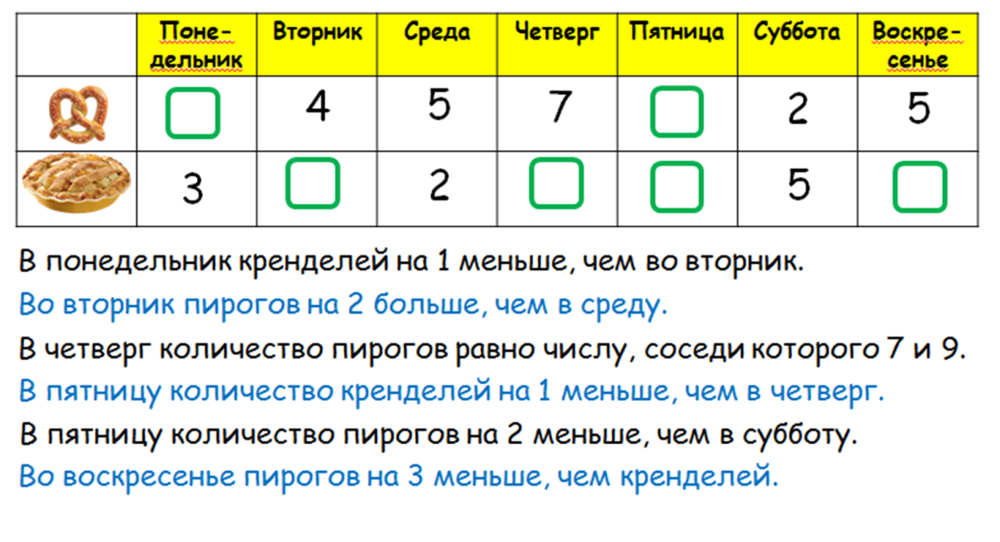 Поне-
дельник Вторник Среда Четверг Пятница Суббота Воскре-
сенье
4 5 7 2 5
3 2 5
В понедельник кренделей на 1 меньше, чем во вторник.
Во вторник пирогов на 2 больше, чем в среду.
В четверг количество пирогов равно числу, соседи которого 7 и 9.
В пятницу количество кренделей на 1 меньше, чем в четверг.
В пятницу количество пирогов на 2 меньше, чем в субботу.
Во воскресенье пирогов на 3 меньше, чем кренделей.